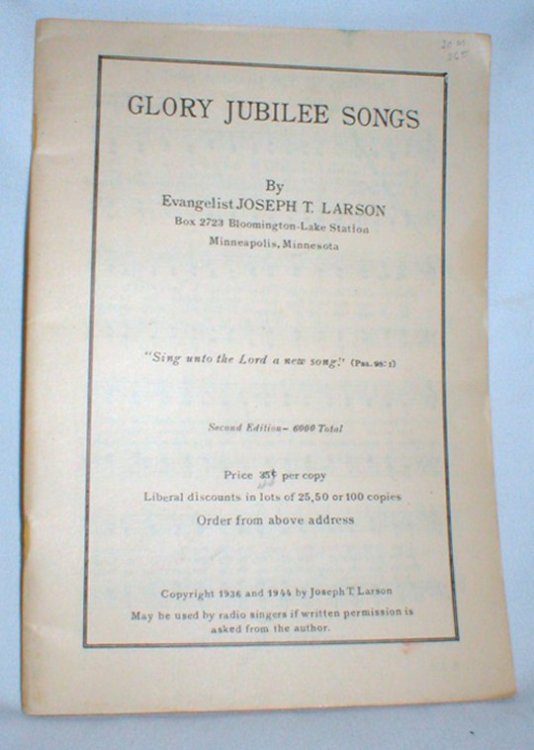 GLORY JUBILEE SONGS
By
Evangelist JOSEPH T. LARSON
Box 2723 Bloomington-Lake Station
Minneapolis, Minnesota
"Sing unto the Lord a new song." (Psa. 98:1)
Second Edition— 6000 Total
Price 35¢ per copy
Liberal discounts in lots of 25, 50 or 100 copies
Order from above address
Copyright 1936 and 1944 by Joseph T. Larson
May be used by radio singers if written permission is
asked from the author.